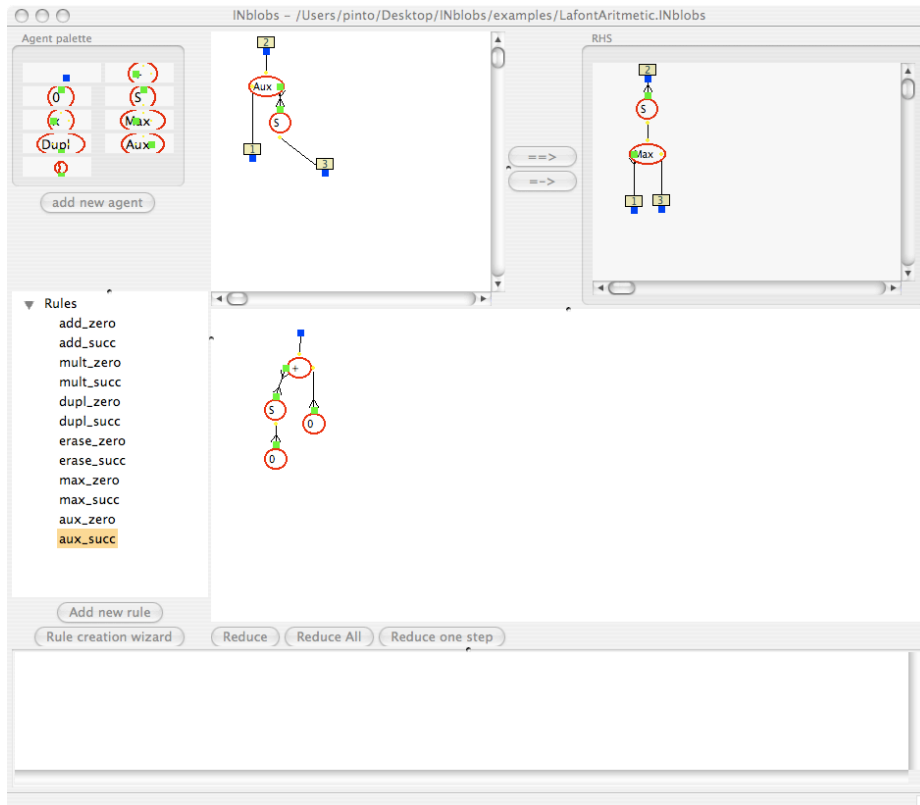 INblobs – /Users/pinto/Desktop/INblobs/examples/LafontAritmetic.INblobs
Agent palette
0
S
Max
Dupl
Aux
add new agent
2
Aux
S
1
3
==>
=->
RHS
2
S
Max
1
3
Rules
add_zero
add_succ
mult_zero
mult_succ
dupl_zero
dupl_succ
erase_zero
erase_succ
max_zero
max_succ
aux_zero
aux_succ
+
S
0
0
Add new rule
Rule creation wizard
Reduce
Reduce All
Reduce one step